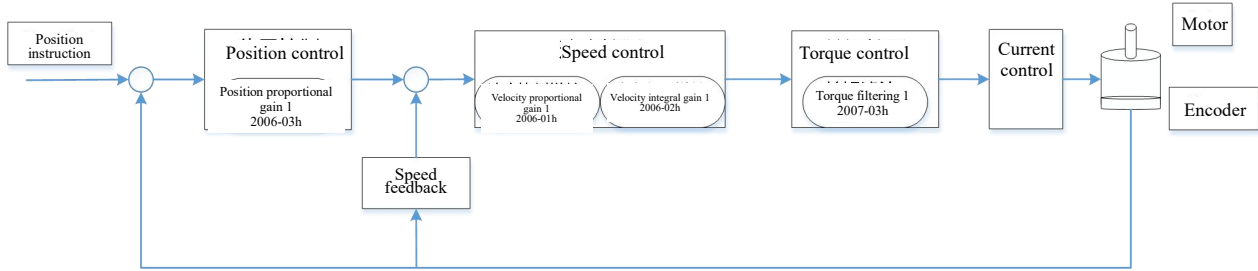 Position
instruction
Position control
Position proportional
gain 1
2006-03h
Speed control
Velocity proportional
gain 1
2006-01h
Velocity integral gain 1
2006-02h
Torque control
Torque filtering 1
2007-03h
Current
control
Motor
Encoder
Speed
feedback